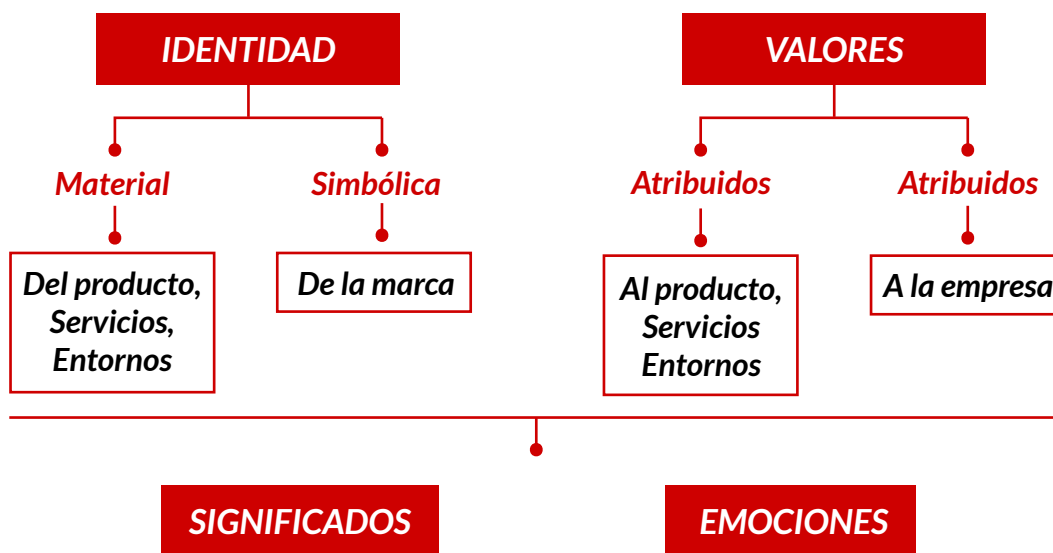 IDENTIDAD
VALORES
Material
Simbólica
Atribuidos
Atribuidos
Del producto,
Servicios,
Entornos
De la marca
Al producto,
Servicios
Entornos
A la empresa
SIGNIFICADOS
EMOCIONES